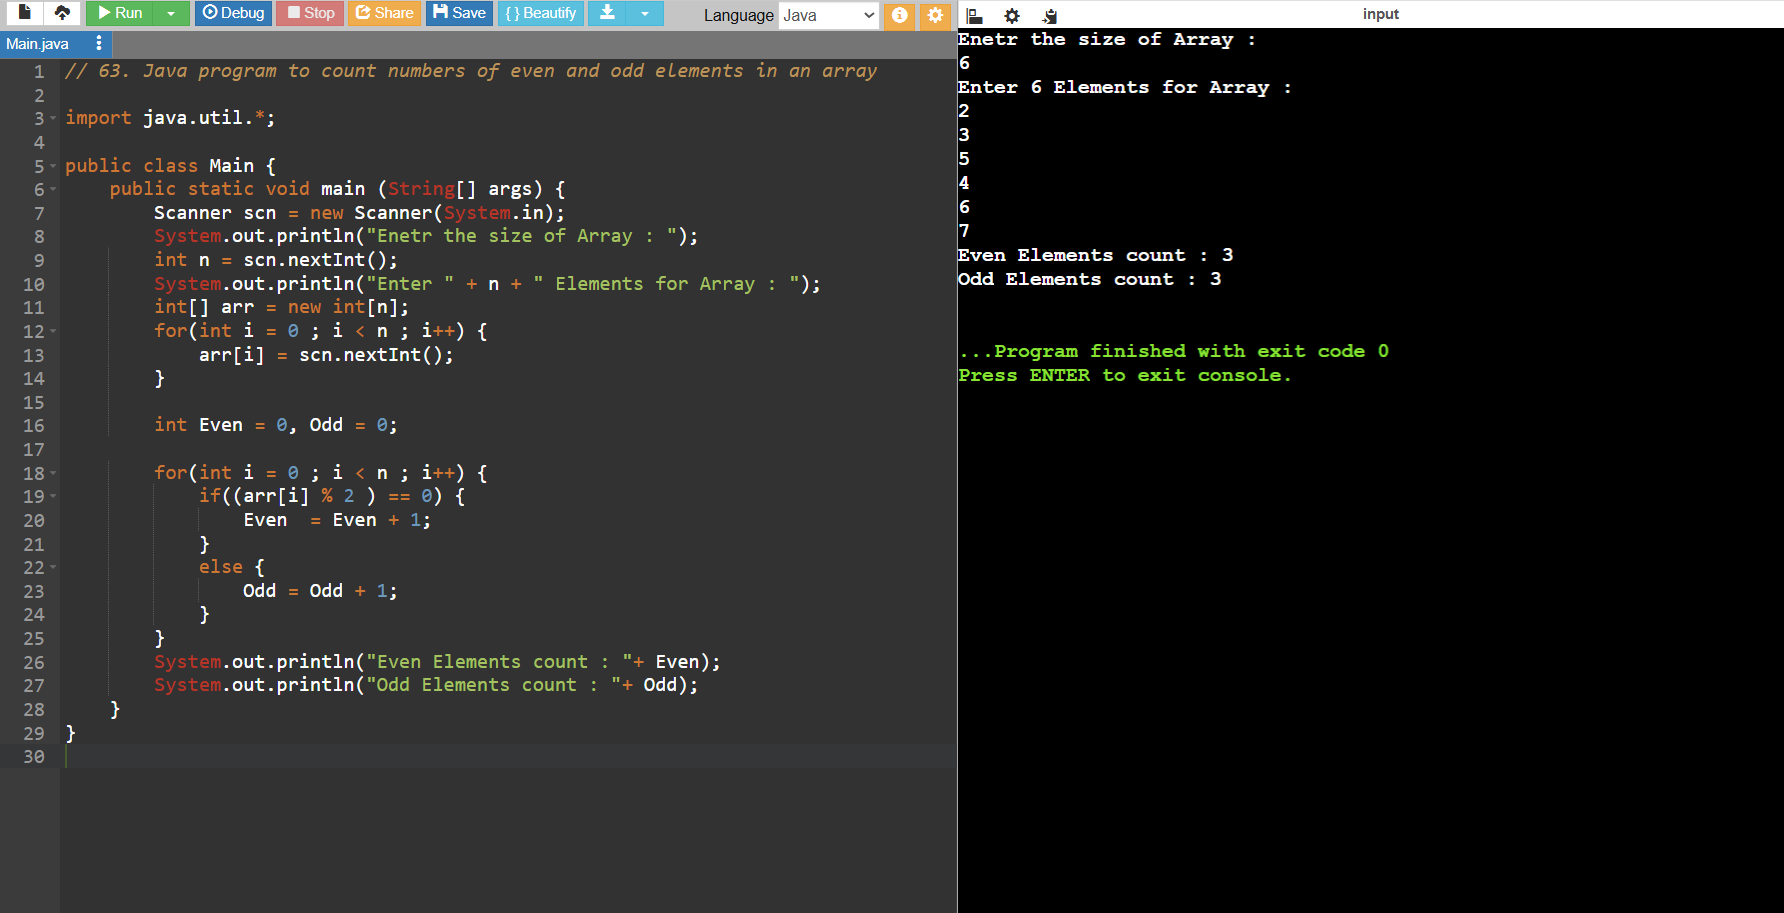 Run Debug Stop Share Save { } Beautify Language Java
Main.java
1 // 63. Java program to count numbers of even and odd elements in an array
2
3 import java.util.*;
4
5 public class Main {
6     public static void main (String[] args) {
7         Scanner scn = new Scanner(System.in);
8         System.out.println("Enetr the size of Array : ");
9         int n = scn.nextInt();
10         System.out.println("Enter " + n + " Elements for Array : ");
11         int[] arr = new int[n];
12         for(int i = 0 ; i < n ; i++) {
13             arr[i] = scn.nextInt();
14         }
15
16         int Even = 0, Odd = 0;
17
18         for(int i = 0 ; i < n ; i++) {
19             if((arr[i] % 2 ) == 0) {
20                 Even  = Even + 1;
21             }
22             else {
23                 Odd = Odd + 1;
24             }
25         }
26         System.out.println("Even Elements count : "+ Even);
27         System.out.println("Odd Elements count : "+ Odd);
28     }
29 }
30
input
Enetr the size of Array :
6
Enter 6 Elements for Array :
2
3
5
4
6
7
Even Elements count : 3
Odd Elements count : 3
...Program finished with exit code 0
Press ENTER to exit console.